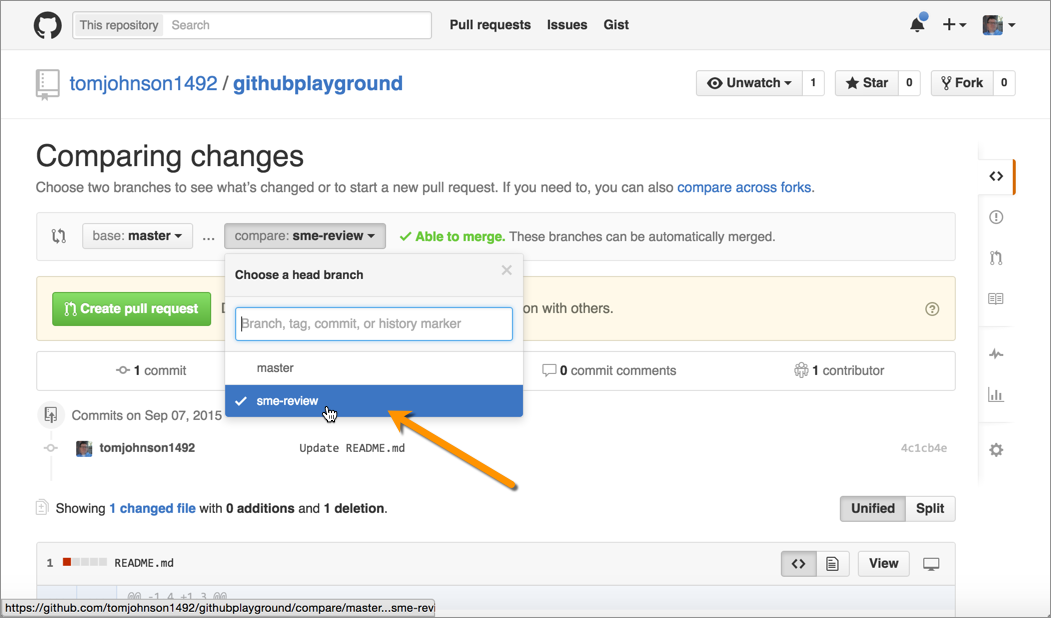 This repository Search Pull requests Issues Gist
tomjohnson1492 / githubplayground Unwatch 1 Star 0 Fork 0
Comparing changes
Choose two branches to see what's changed or to start a new pull request. If you need to, you can also compare across forks.
base: master ... compare: sme-review Able to merge. These branches can be automatically merged.
Choose a head branch
Create pull request on with others.
Branch, tag, commit, or history marker
master
1 commit 0 commit comments 1 contributor
sme-review
Commits on Sep 07, 2015
tomjohnson1492 Update README.md 4c1cb4e
Showing 1 changed file with 0 additions and 1 deletion. Unified Split
1 README.md View
@@ -1,4 +1,3 @@
https://github.com/tomjohnson1492/githubplayground/compare/master...sme-rev